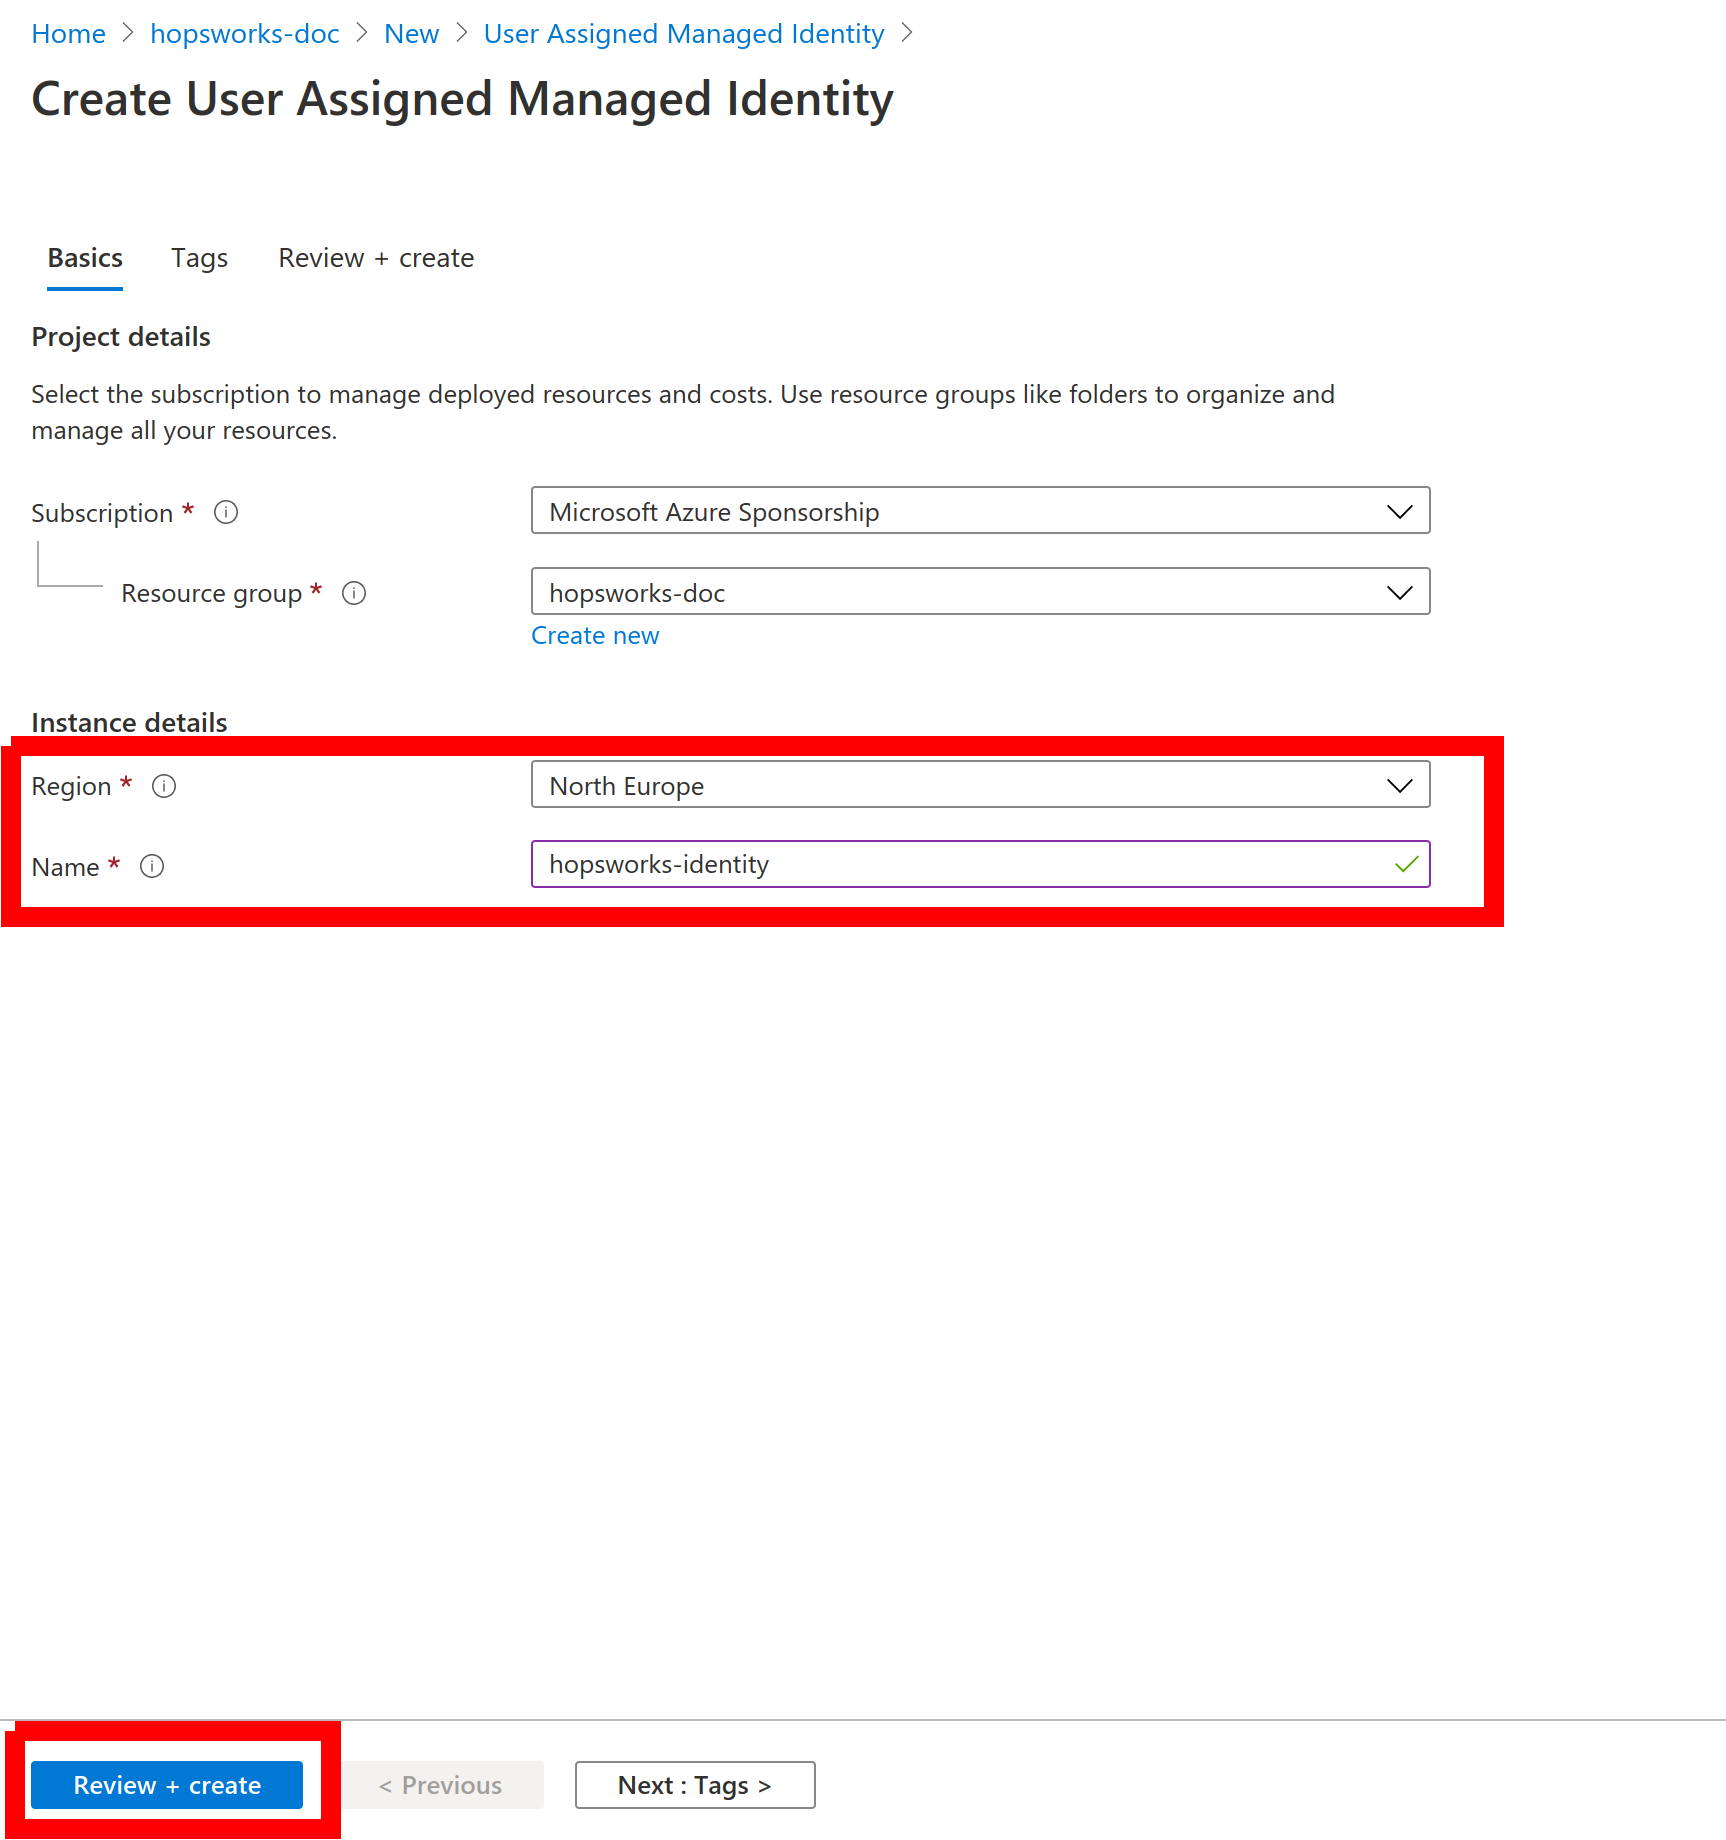 Home > hopsworks-doc > New > User Assigned Managed Identity >
Create User Assigned Managed Identity
Basics Tags Review + create
Project details
Select the subscription to manage deployed resources and costs. Use resource groups like folders to organize and
manage all your resources.
Subscription * Microsoft Azure Sponsorship
Resource group * hopsworks-doc
Create new
Instance details
Region * North Europe
Name * hopsworks-identity
Review + create < Previous Next : Tags >